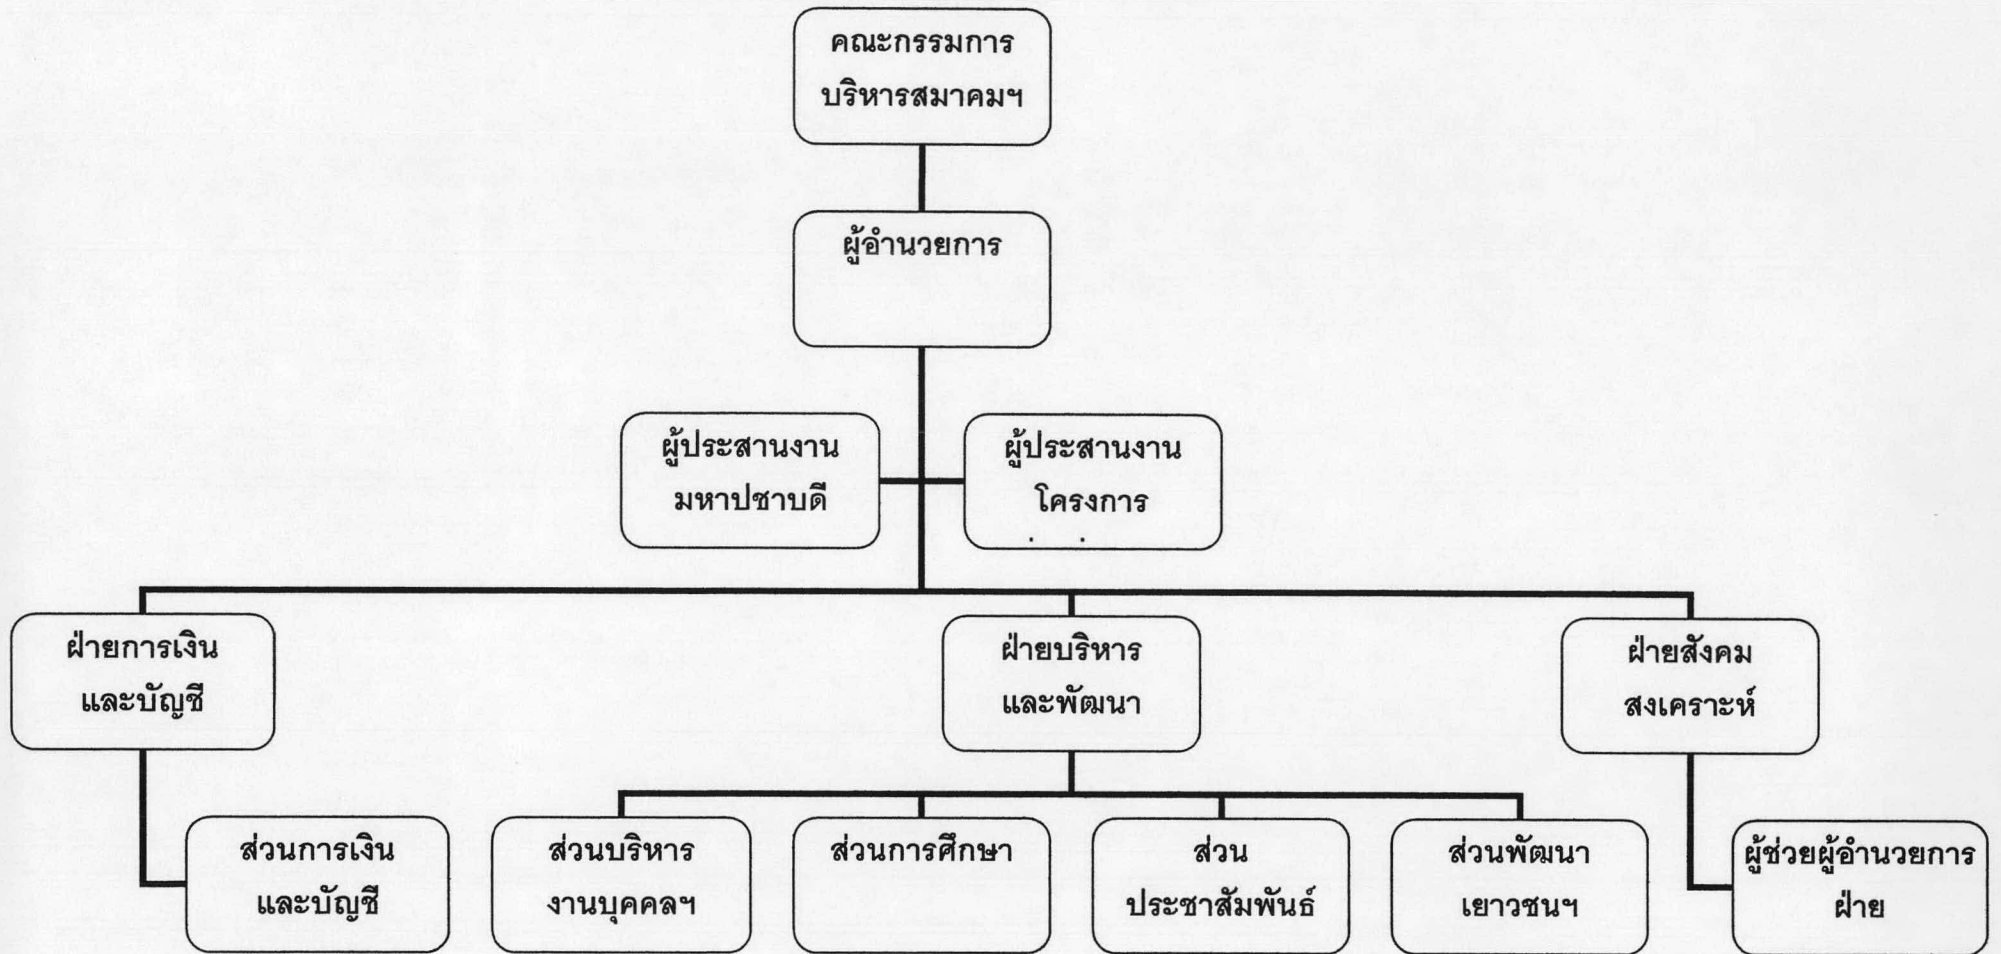 คณะกรรมการ
บริหารสมาคมฯ
ผู้อำนวยการ
ผู้ประสานงาน
มหาปชาบดี
ผู้ประสานงาน
โครงการ
ฝ่ายการเงิน
และบัญชี
ฝ่ายบริหาร
และพัฒนา
ฝ่ายสังคม
สงเคราะห์
ส่วนการเงิน
และบัญชี
ส่วนบริหาร
งานบุคคลฯ
ส่วนการศึกษา
ส่วน
ประชาสัมพันธ์
ส่วนพัฒนา
เยาวชนฯ
ผู้ช่วยผู้อำนวยการ
ฝ่าย